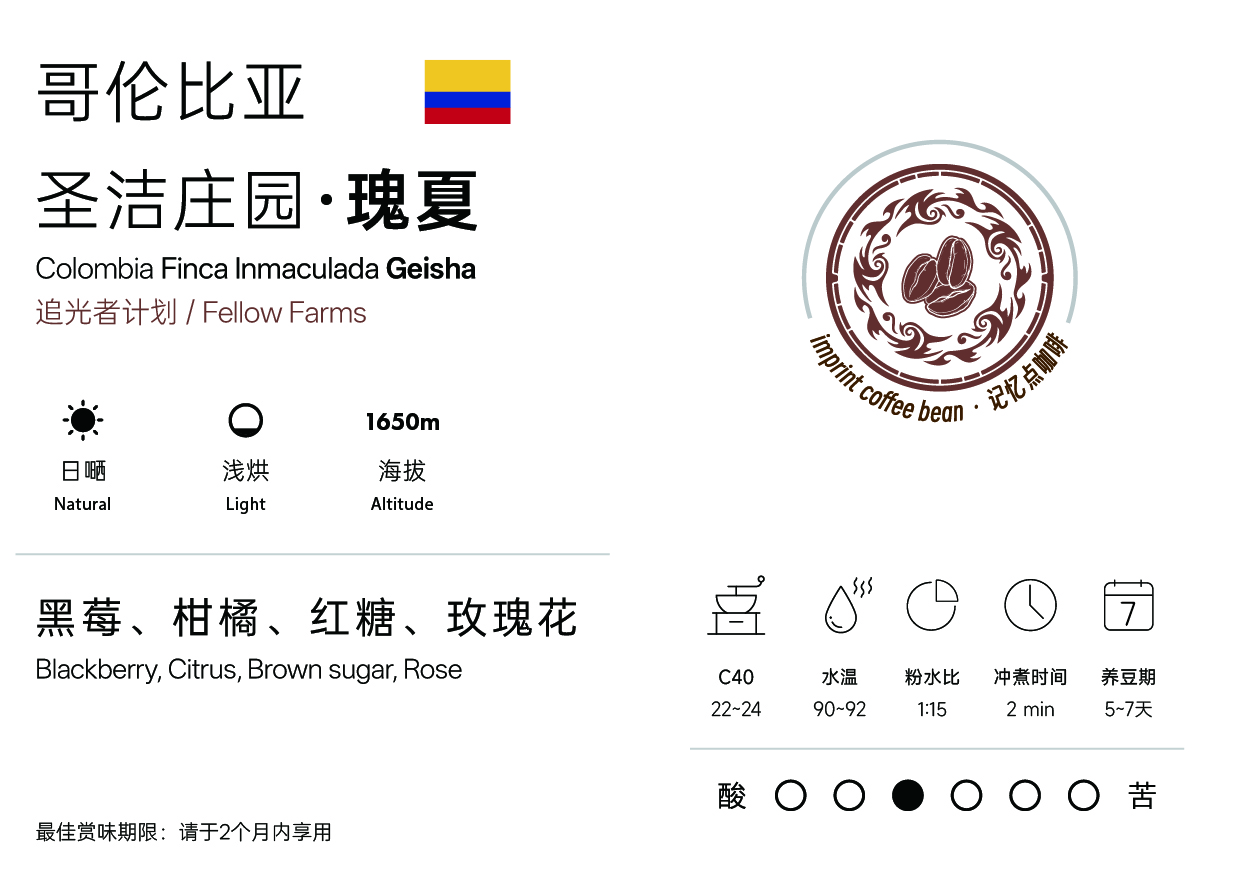 哥伦比亚
圣洁庄园·瑰夏
Colombia Finca Inmaculada Geisha
追光者计划 / Fellow Farms
1650m
日晒 浅烘 海拔
Natural Light Altitude
黑莓、柑橘、红糖、玫瑰花
Blackberry, Citrus, Brown sugar, Rose
最佳赏味期限：请于2个月内享用
imprint coffee bean · 记忆点咖啡
7
C40 水温 粉水比 冲煮时间 养豆期
22~24 90~92 1:15 2 min 5~7天
酸 苦